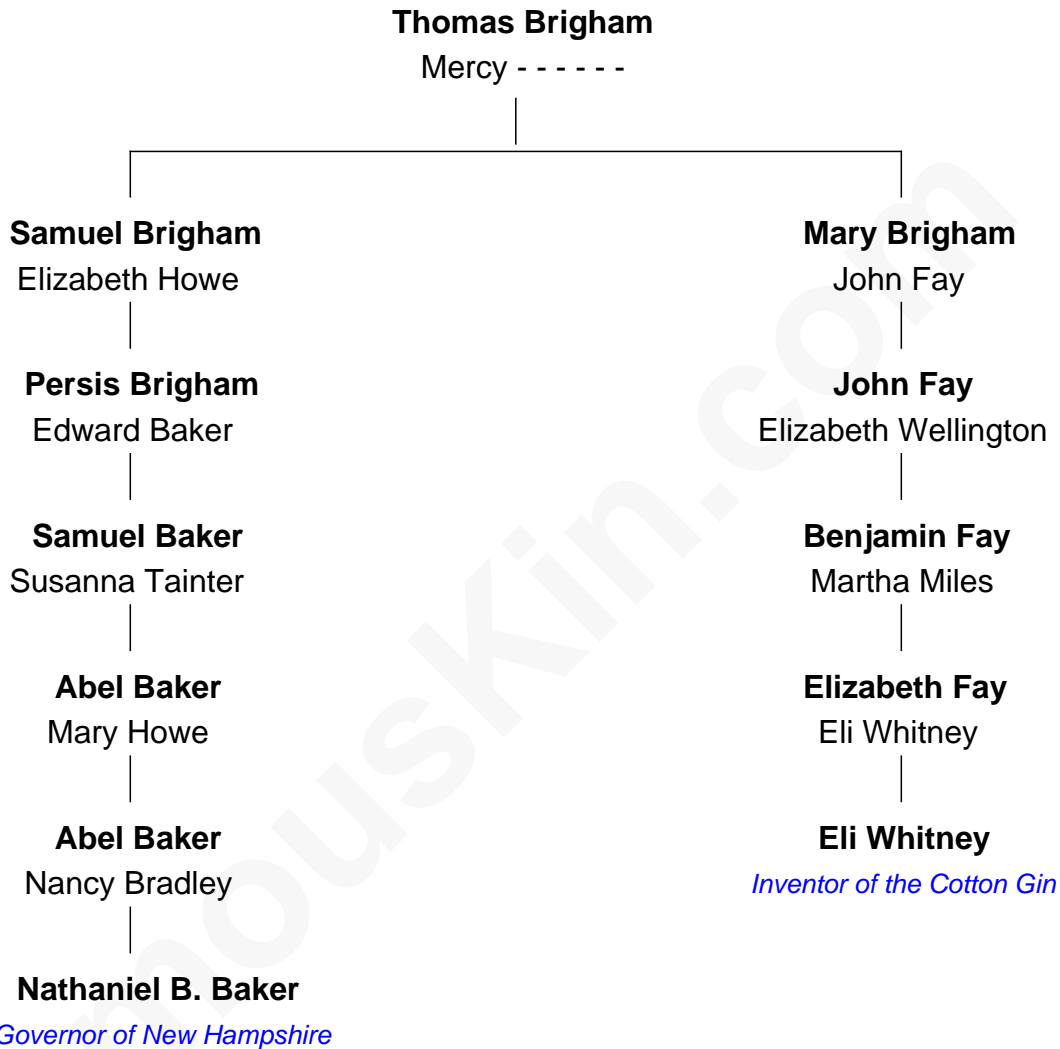 Thomas Brigham
Mercy - - - - - -
Samuel Brigham
Elizabeth Howe
Mary Brigham
John Fay
Persis Brigham
Edward Baker
John Fay
Elizabeth Wellington
Samuel Baker
Susanna Tainter
Benjamin Fay
Martha Miles
Abel Baker
Mary Howe
Elizabeth Fay
Eli Whitney
Abel Baker
Nancy Bradley
Eli Whitney
Inventor of the Cotton Gin
Nathaniel B. Baker
Governor of New Hampshire
mousKin.com